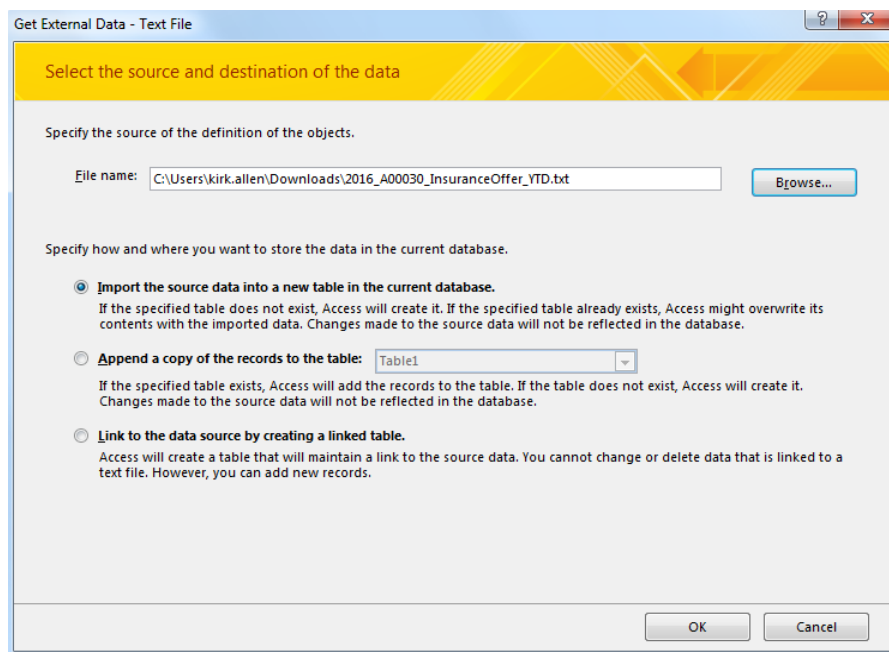 Get External Data - Text File
Select the source and destination of the data
Specify the source of the definition of the objects.
File name: C:\Users\kirk.allen\Downloads\2016_A00030_InsuranceOffer_YTD.txt Browse...
Specify how and where you want to store the data in the current database.
Import the source data into a new table in the current database.
If the specified table does not exist, Access will create it. If the specified table already exists, Access might overwrite its
contents with the imported data. Changes made to the source data will not be reflected in the database.
Append a copy of the records to the table: Table1
If the specified table exists, Access will add the records to the table. If the table does not exist, Access will create it.
Changes made to the source data will not be reflected in the database.
Link to the data source by creating a linked table.
Access will create a table that will maintain a link to the source data. You cannot change or delete data that is linked to a
text file. However, you can add new records.
OK Cancel